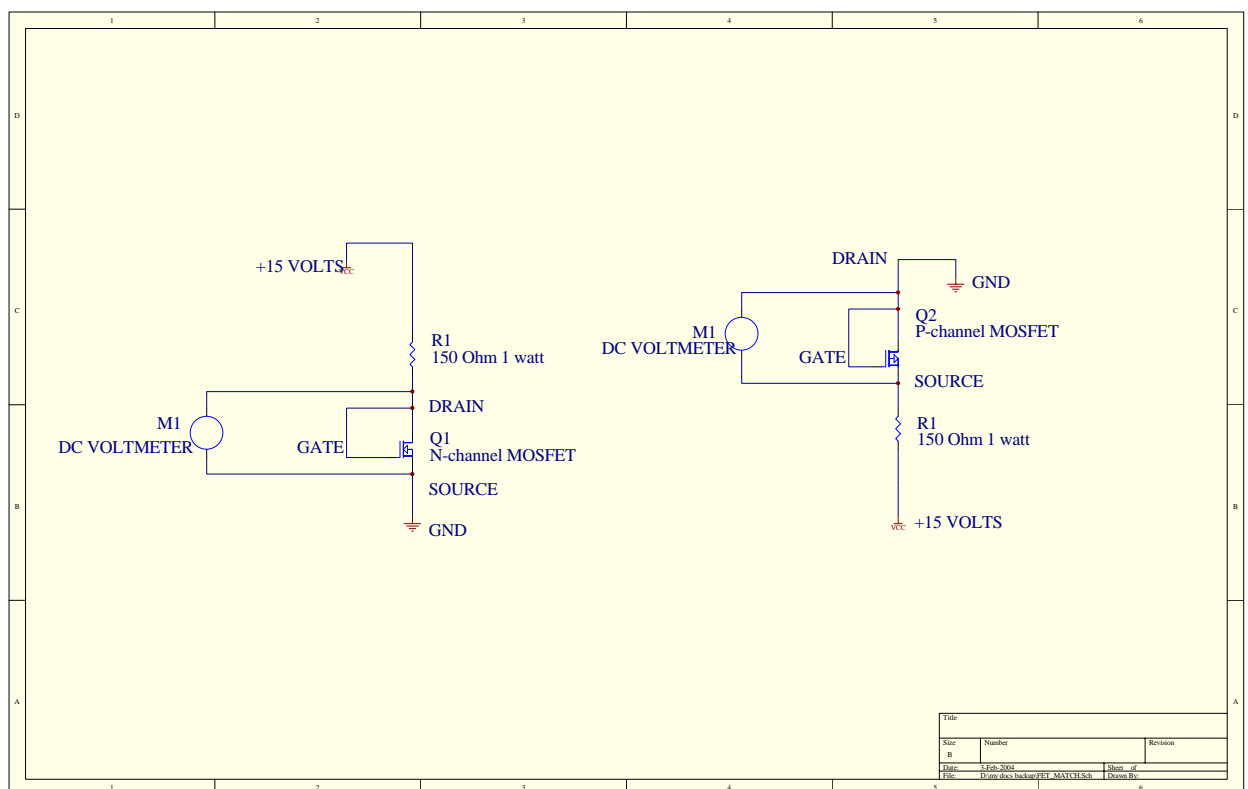 1 2 3 4 5 6
D D
+15 VOLTS
VCC
R1
150 Ohm 1 watt
DRAIN
M1
DC VOLTMETER
GATE
Q1
N-channel MOSFET
SOURCE
GND
DRAIN
GND
Q2
P-channel MOSFET
M1
DC VOLTMETER
GATE
SOURCE
R1
150 Ohm 1 watt
VCC
+15 VOLTS
C C
B B
A A
Title
Size Number Revision
B
Date: 3-Feb-2004 Sheet of
File: D:\my docs backup\FET_MATCH.Sch Drawn By:
1 2 3 4 5 6